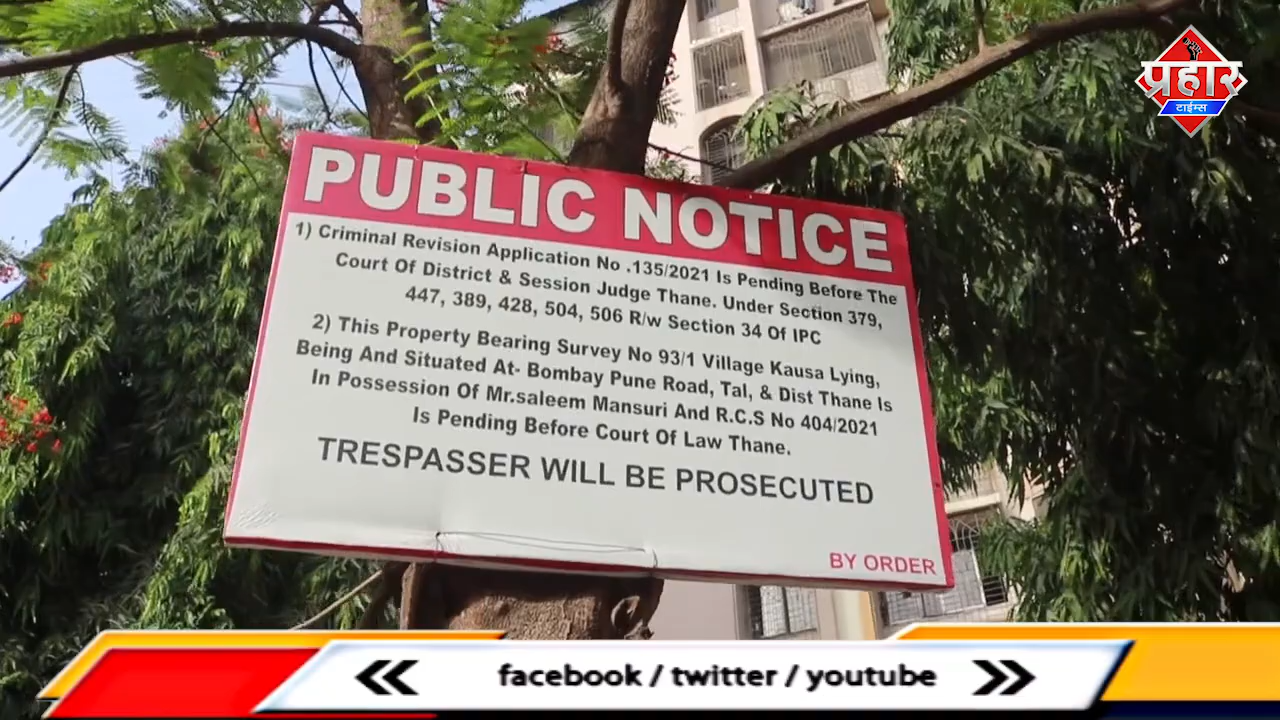 प्रहार
टाईम्स
PUBLIC NOTICE
1) Criminal Revision Application No .135/2021 Is Pending Before The
Court Of District & Session Judge Thane. Under Section 379,
447, 389, 428, 504, 506 R/w Section 34 Of IPC
2) This Property Bearing Survey No 93/1 Village Kausa Lying,
Being And Situated At- Bombay Pune Road, Tal, & Dist Thane Is
In Possession Of Mr.saleem Mansuri And R.C.S No 404/2021
Is Pending Before Court Of Law Thane.
TRESPASSER WILL BE PROSECUTED
BY ORDER
facebook / twitter / youtube